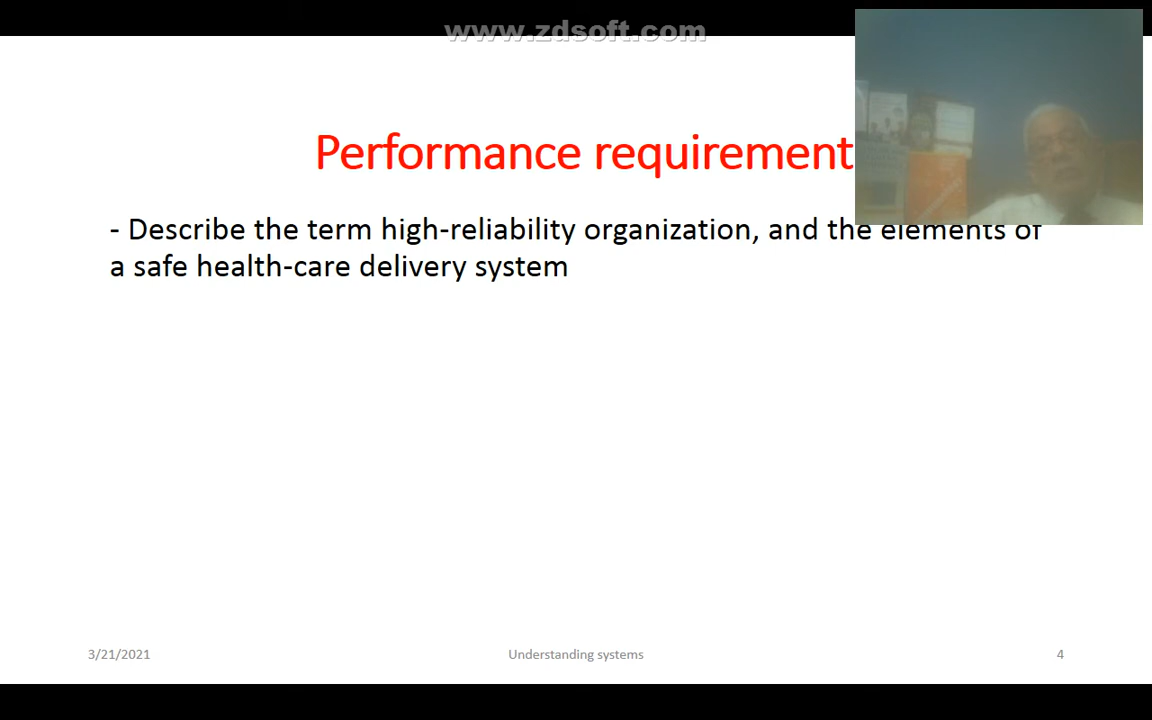 www.zdsoft.com
Performance requirement
- Describe the term high-reliability organization, and the elements of
a safe health-care delivery system
3/21/2021
Understanding systems
4